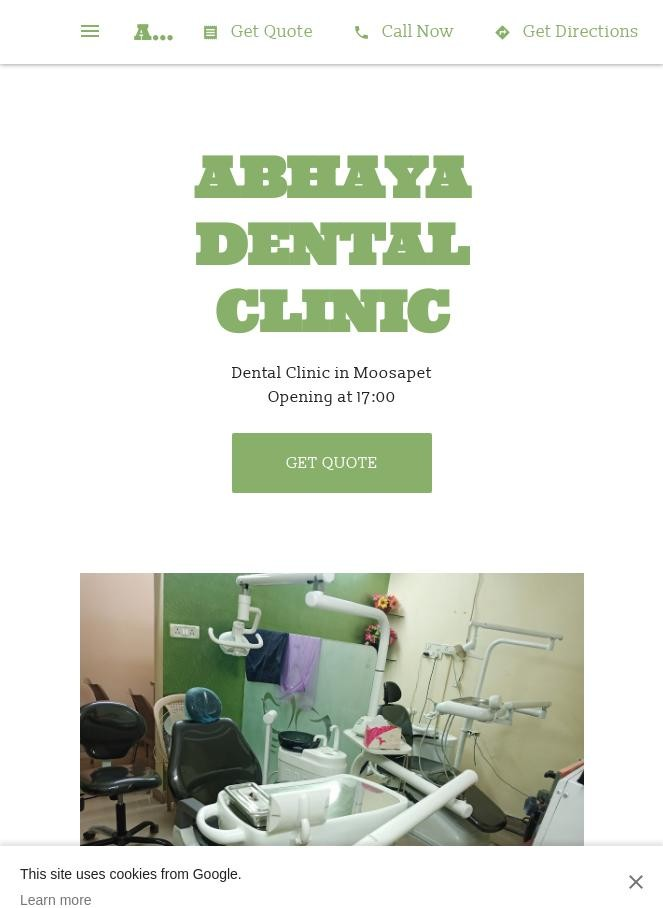 A...
Get Quote
Call Now
Get Directions
ABHAYA
DENTAL
CLINIC
Dental Clinic in Moosapet
Opening at 17:00
GET QUOTE
This site uses cookies from Google.
Learn more